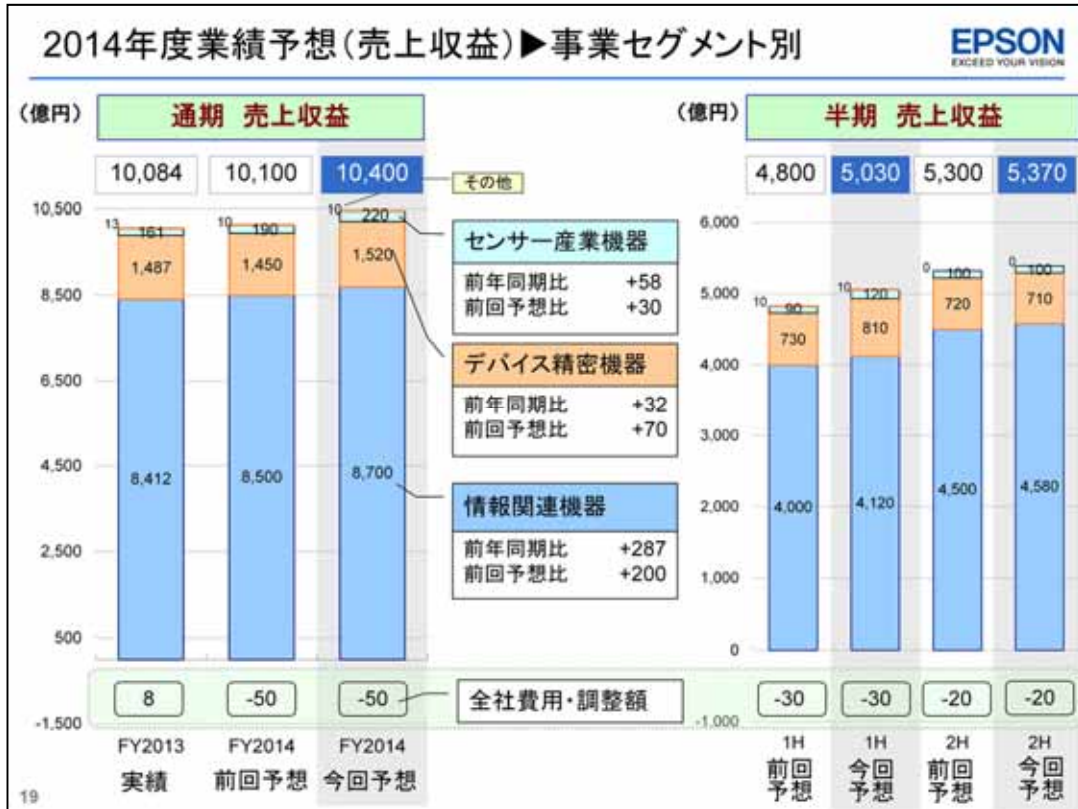 2014年度業績予想(売上収益)▶事業セグメント別
EPSON
EXCEED YOUR VISION
(億円)
通期 売上収益
10,084
10,100
10,400
その他
10,500
8,500
6,500
4,500
2,500
500
-1,500
13
161
1,487
8,412
10
190
1,450
8,500
10
220
1,520
8,700
センサー産業機器
前年同期比 +58
前回予想比 +30
デバイス精密機器
前年同期比 +32
前回予想比 +70
情報関連機器
前年同期比 +287
前回予想比 +200
8
-50
-50
全社費用・調整額
FY2013
実績
FY2014
前回予想
FY2014
今回予想
(億円)
半期 売上収益
4,800
5,030
5,300
5,370
6,000
5,000
4,000
3,000
2,000
1,000
0
-1,000
10
90
730
4,000
10
120
810
4,120
0
100
720
4,500
0
100
710
4,580
-30
-30
-20
-20
1H
前回
予想
1H
今回
予想
2H
前回
予想
2H
今回
予想
19